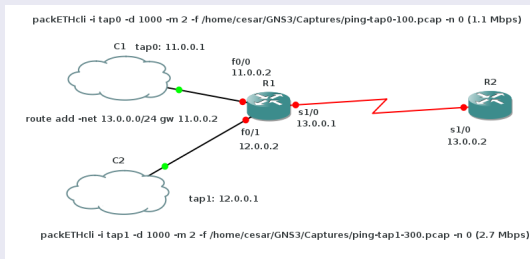 packETHcli -i tap0 -d 1000 -m 2 -f /home/cesar/GNS3/Captures/ping-tap0-100.pcap -n 0 (1.1 Mbps)
C1
tap0: 11.0.0.1
f0/0
11.0.0.2
R1
R2
s1/0
13.0.0.1
route add -net 13.0.0.0/24 gw 11.0.0.2
f0/1
12.0.0.2
s1/0
13.0.0.2
C2
tap1: 12.0.0.1
packETHcli -i tap1 -d 1000 -m 2 -f /home/cesar/GNS3/Captures/ping-tap1-300.pcap -n 0 (2.7 Mbps)